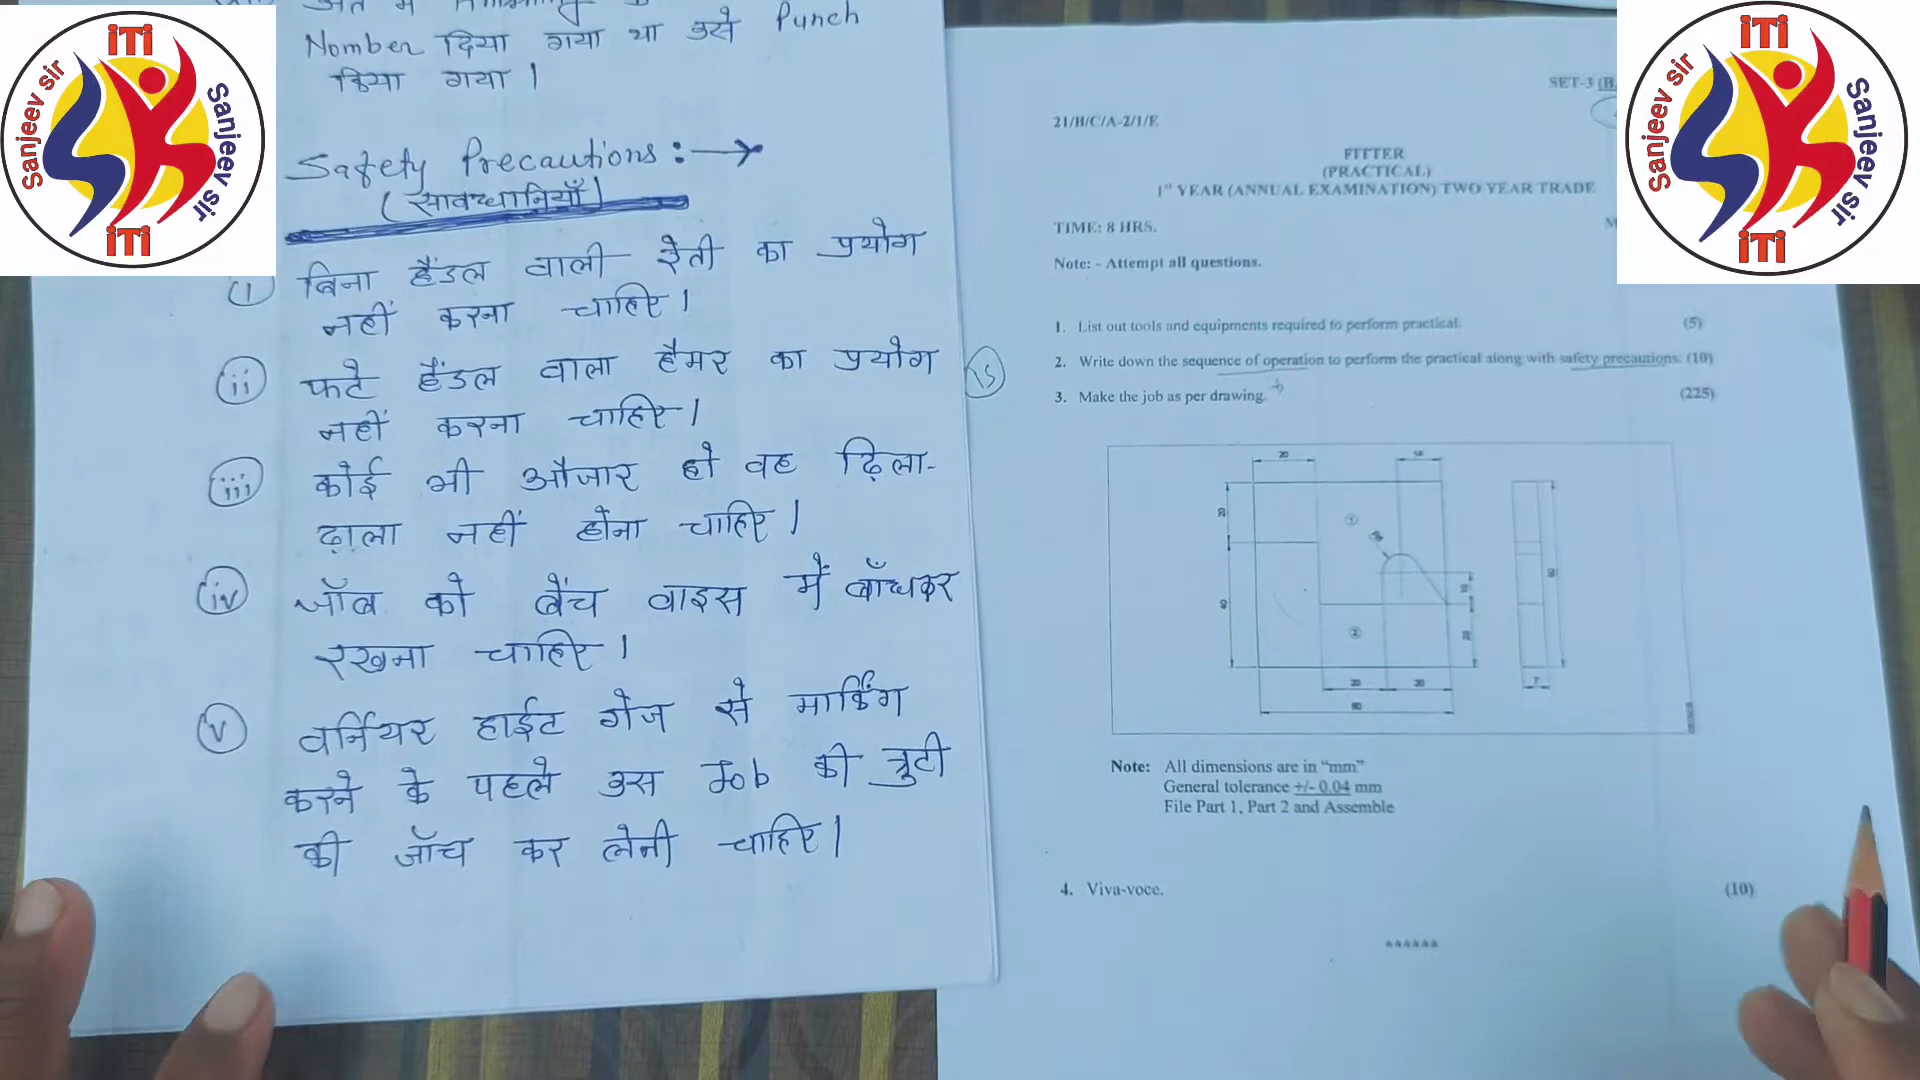 iTi
Sanjeev sir
Sanjeev sir
iTi
Nomber दिया गया था उसे Punch
किया गया।
Safety Precautions :→
(सावधानियाँ)
(i) बिना हैंडल वाली रेती का प्रयोग
नहीं करना चाहिए।
(ii) फटे हैंडल वाला हैमर का प्रयोग
नहीं करना चाहिए।
(iii) कोई भी औजार हो वह ढ़िला-
ढ़ाला नहीं होना चाहिए।
(iv) जॉब को बेंच वाइस में बाँधकर
रखना चाहिए।
(v) वर्नियर हाईट गेज से मार्किंग
करने के पहले उस Job की त्रुटी
की जाँच कर लेनी चाहिए।
iTi
Sanjeev sir
Sanjeev sir
iTi
SET-3
21/B/C/A-2/1/E
FITTER
(PRACTICAL)
1st YEAR (ANNUAL EXAMINATION) TWO YEAR TRADE
TIME: 8 HRS.
Note: - Attempt all questions.
1. List out tools and equipments required to perform practical. (5)
15
2. Write down the sequence of operation to perform the practical along with safety precautions. (10)
3. Make the job as per drawing. (225)
20
1
2
20 20
60
Note: All dimensions are in “mm”
General tolerance +/- 0.04 mm
File Part 1, Part 2 and Assemble
4. Viva-voce. (10)
******